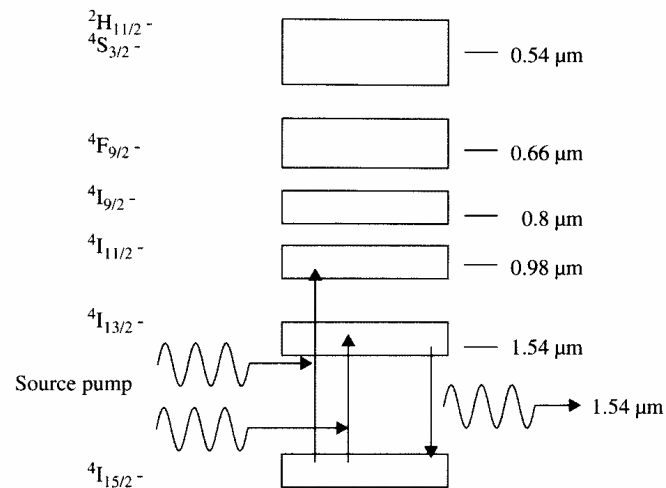 ²H₁₁/₂ -
⁴S₃/₂ -
0.54 µm
⁴F₉/₂ -
0.66 µm
⁴I₉/₂ -
0.8 µm
⁴I₁₁/₂ -
0.98 µm
⁴I₁₃/₂ -
1.54 µm
Source pump
1.54 µm
⁴I₁₅/₂ -